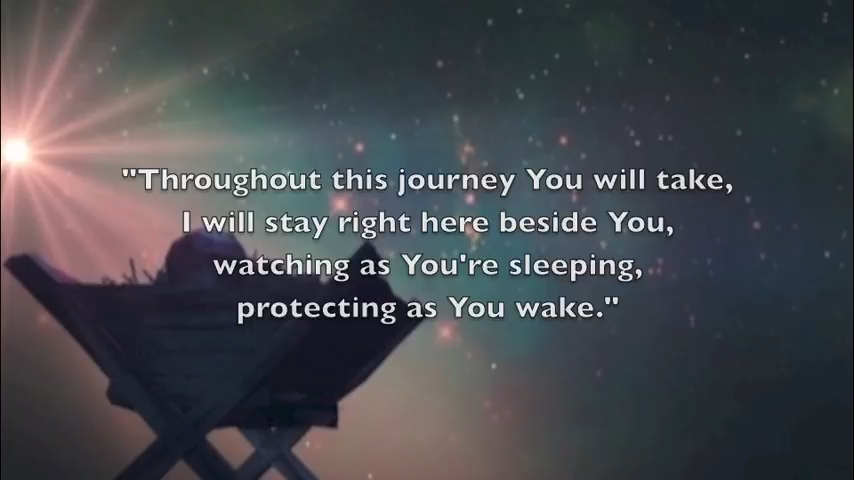 "Throughout this journey You will take,
I will stay right here beside You,
watching as You're sleeping,
protecting as You wake."